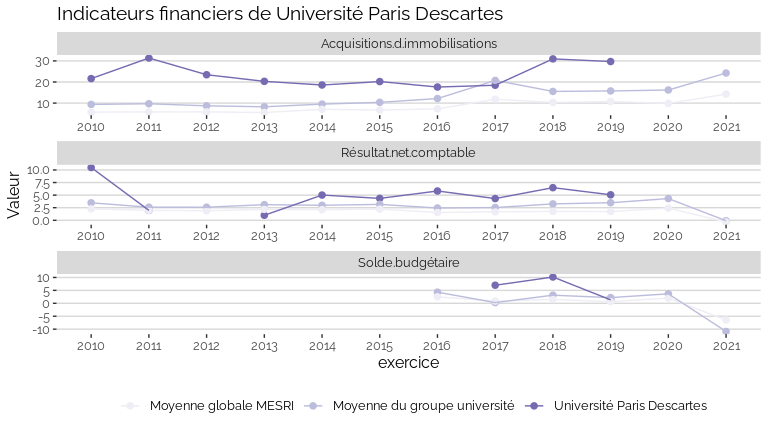 Indicateurs financiers de Université Paris Descartes
Acquisitions.d.immobilisations
30
20
10
2010 2011 2012 2013 2014 2015 2016 2017 2018 2019 2020 2021
Résultat.net.comptable
Valeur
10.0
7.5
5.0
2.5
0.0
2010 2011 2012 2013 2014 2015 2016 2017 2018 2019 2020 2021
Solde.budgétaire
10
5
0
-5
-10
2010 2011 2012 2013 2014 2015 2016 2017 2018 2019 2020 2021
exercice
Moyenne globale MESRI Moyenne du groupe université Université Paris Descartes